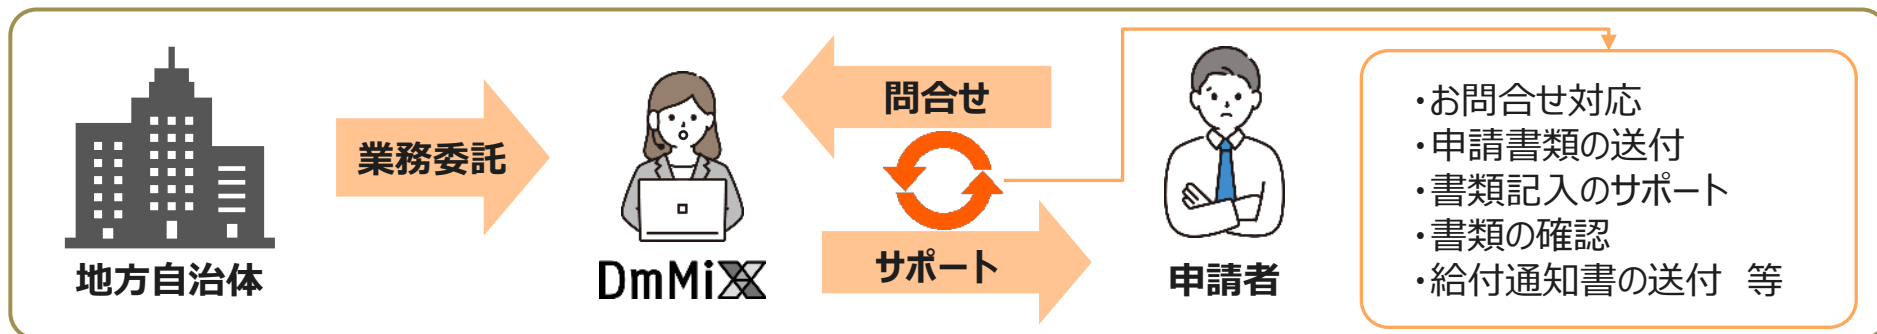 地方自治体
業務委託
DmMiX
問合せ
サポート
申請者
・お問合せ対応
・申請書類の送付
・書類記入のサポート
・書類の確認
・給付通知書の送付 等